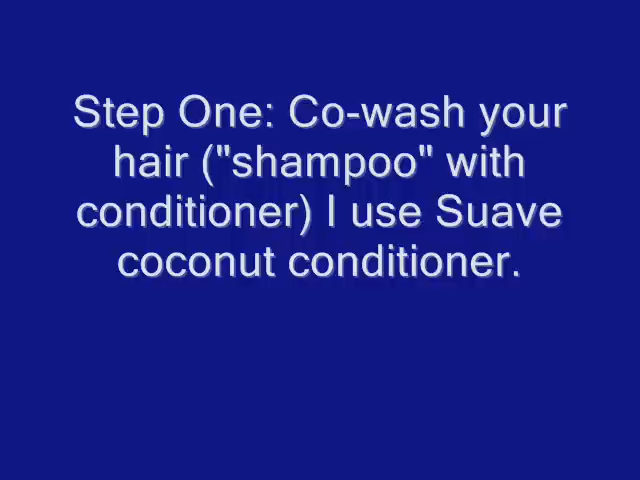 Step One: Co-wash your
hair ("shampoo" with
conditioner) I use Suave
coconut conditioner.